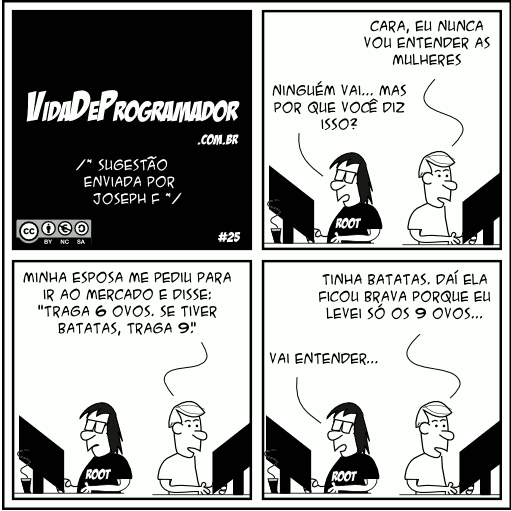 VIDADEPROGRAMADOR
.COM.BR
/* SUGESTÃO
ENVIADA POR
JOSEPH F */
cc BY NC SA
#25
CARA, EU NUNCA
VOU ENTENDER AS
MULHERES
NINGUÉM VAI... MAS
POR QUE VOCÊ DIZ
ISSO?
ROOT
MINHA ESPOSA ME PEDIU PARA
IR AO MERCADO E DISSE:
"TRAGA 6 OVOS. SE TIVER
BATATAS, TRAGA 9."
ROOT
TINHA BATATAS. DAÍ ELA
FICOU BRAVA PORQUE EU
LEVEI SÓ OS 9 OVOS...
VAI ENTENDER...
ROOT